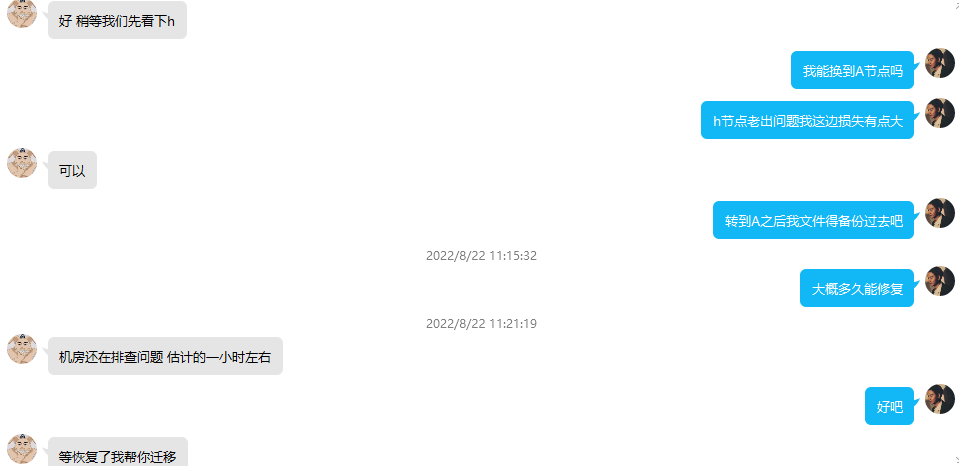 好 稍等我们先看下h
我能换到A节点吗
h节点老出问题我这边损失有点大
可以
转到A之后我文件得备份过去吧
2022/8/22 11:15:32
大概多久能修复
2022/8/22 11:21:19
机房还在排查问题 估计的一小时左右
好吧
等恢复了我帮你迁移